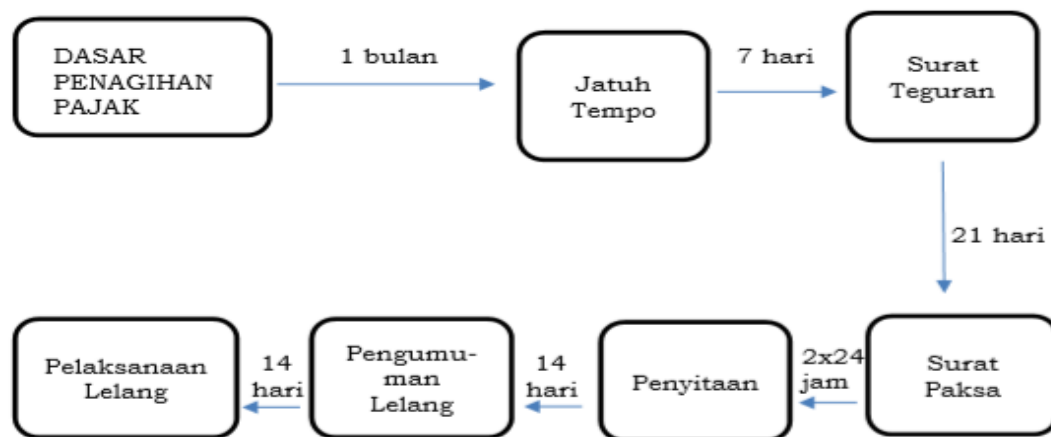 DASAR
PENAGIHAN
PAJAK
1 bulan
Jatuh
Tempo
7 hari
Surat
Teguran
21 hari
Surat
Paksa
2x24
jam
Penyitaan
14
hari
Pengumu-
man
Lelang
14
hari
Pelaksanaan
Lelang